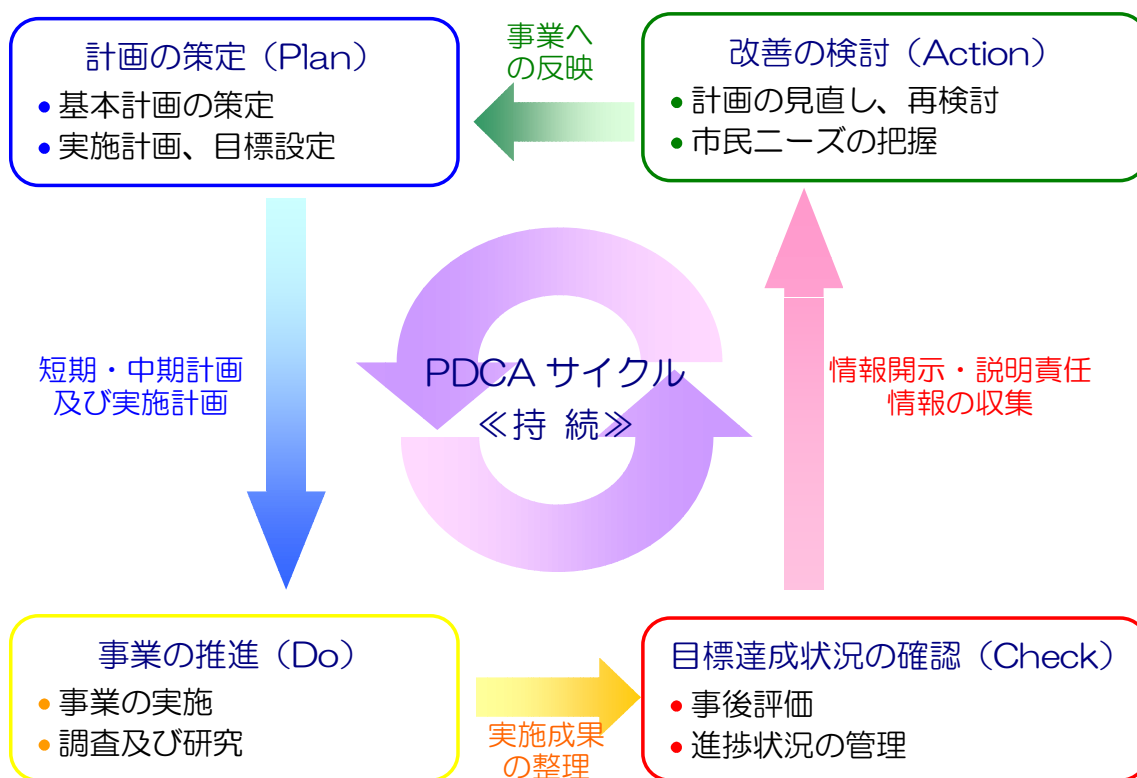 計画の策定（Plan）
• 基本計画の策定
• 実施計画、目標設定
事業へ
の反映
改善の検討（Action）
• 計画の見直し、再検討
• 市民ニーズの把握
短期・中期計画
及び実施計画
PDCA サイクル
≪持 続≫
情報開示・説明責任
情報の収集
事業の推進（Do）
• 事業の実施
• 調査及び研究
実施成果
の整理
目標達成状況の確認（Check）
• 事後評価
• 進捗状況の管理